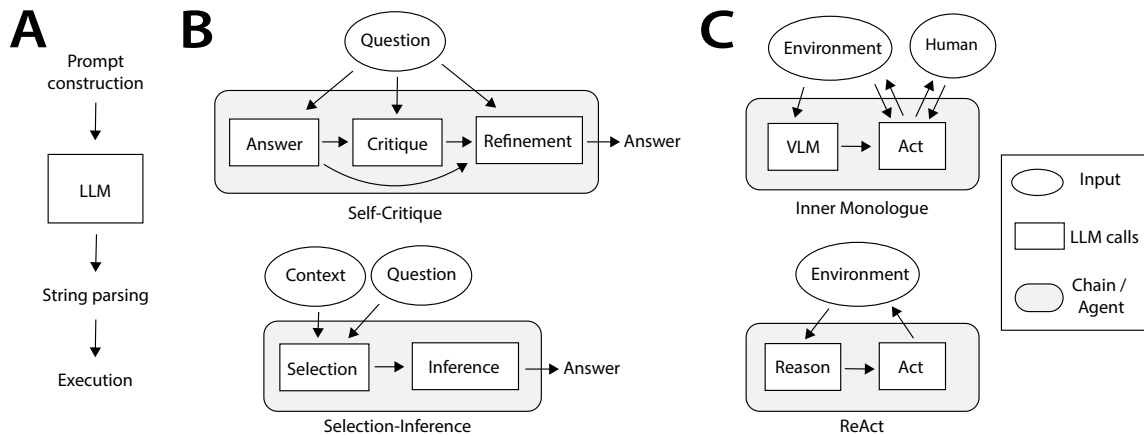 A
Prompt
construction
LLM
String parsing
Execution
B
Question
Answer
Critique
Refinement
Answer
Self-Critique
Context
Question
Selection
Inference
Answer
Selection-Inference
C
Environment
Human
VLM
Act
Inner Monologue
Environment
Reason
Act
ReAct
Input
LLM calls
Chain /
Agent